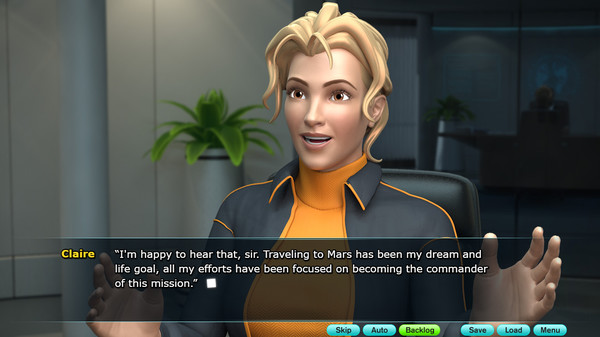 Claire
“I'm happy to hear that, sir. Traveling to Mars has been my dream and
life goal, all my efforts have been focused on becoming the commander
of this mission.”
Skip Auto Backlog Save Load Menu